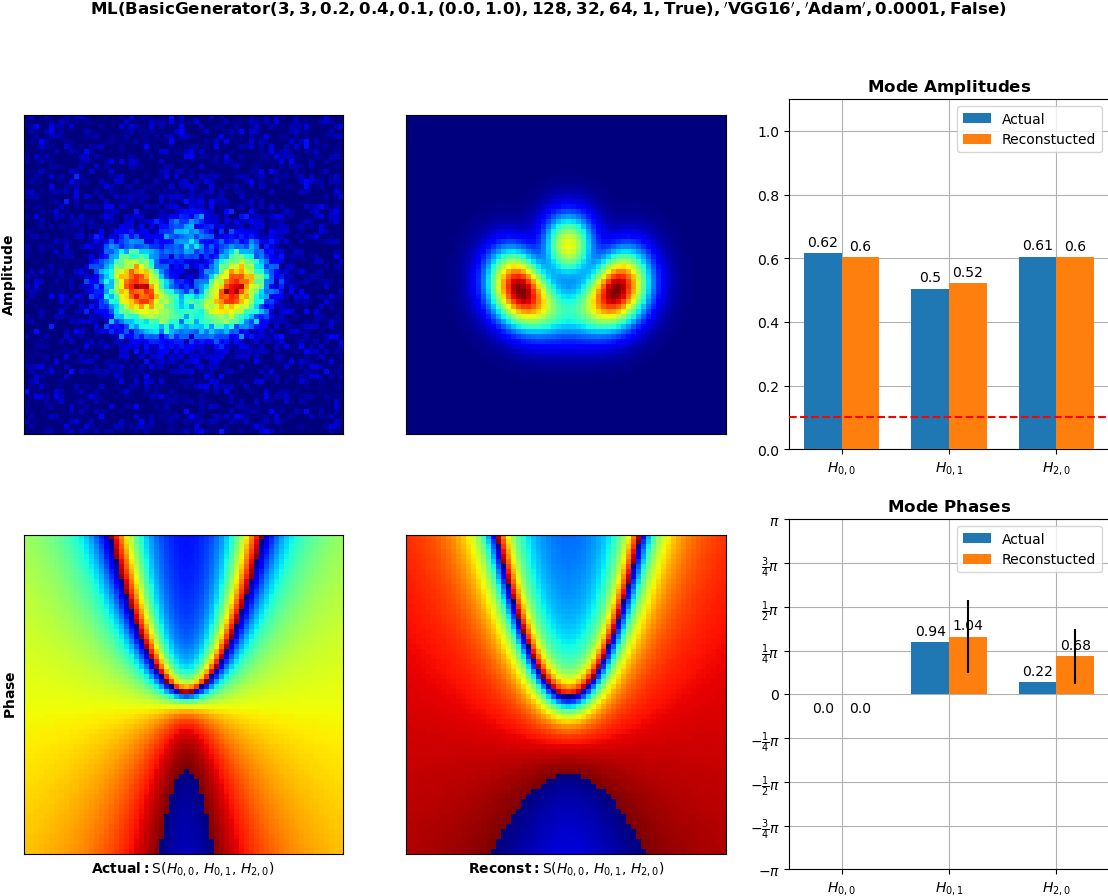 ML(BasicGenerator(3, 3, 0.2, 0.4, 0.1, (0.0, 1.0), 128, 32, 64, 1, True), ′VGG16′, ′Adam′, 0.0001, False)
Amplitude
Mode Amplitudes
Actual
Reconstucted
1.0
0.8
0.6
0.4
0.2
0.0
0.62 0.6 0.5 0.52 0.61 0.6
H0,0 H0,1 H2,0
Phase
Actual: S(H0,0, H0,1, H2,0)
Reconst: S(H0,0, H0,1, H2,0)
Mode Phases
Actual
Reconstucted
π
3/4π
1/2π
1/4π
0
−1/4π
−1/2π
−3/4π
−π
0.0 0.0 0.94 1.04 0.22 0.68
H0,0 H0,1 H2,0